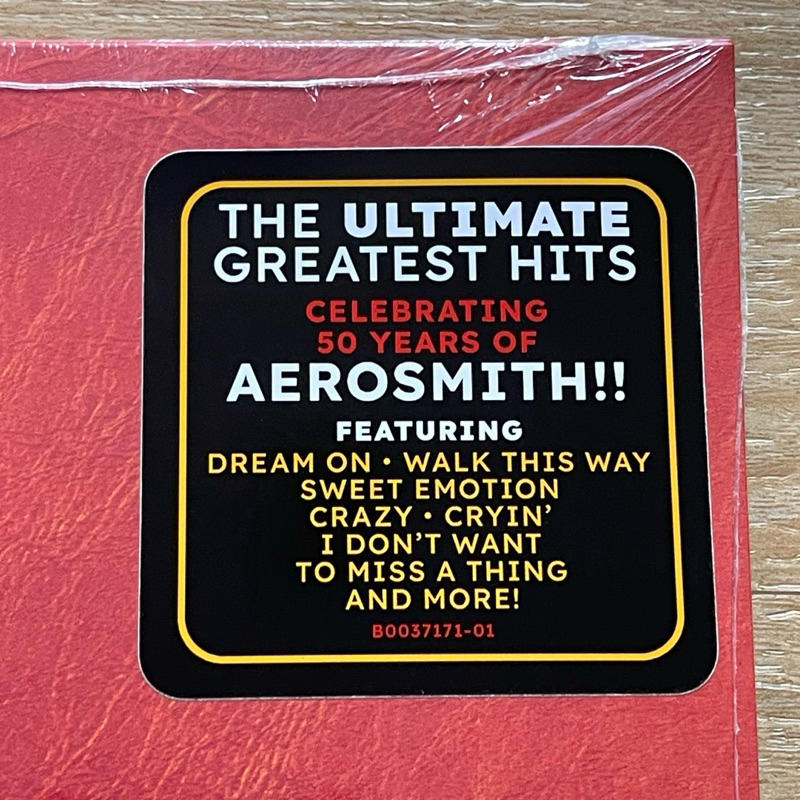 THE ULTIMATE
GREATEST HITS
CELEBRATING
50 YEARS OF
AEROSMITH!!
FEATURING
DREAM ON • WALK THIS WAY
SWEET EMOTION
CRAZY • CRYIN’
I DON’T WANT
TO MISS A THING
AND MORE!
B0037171-01